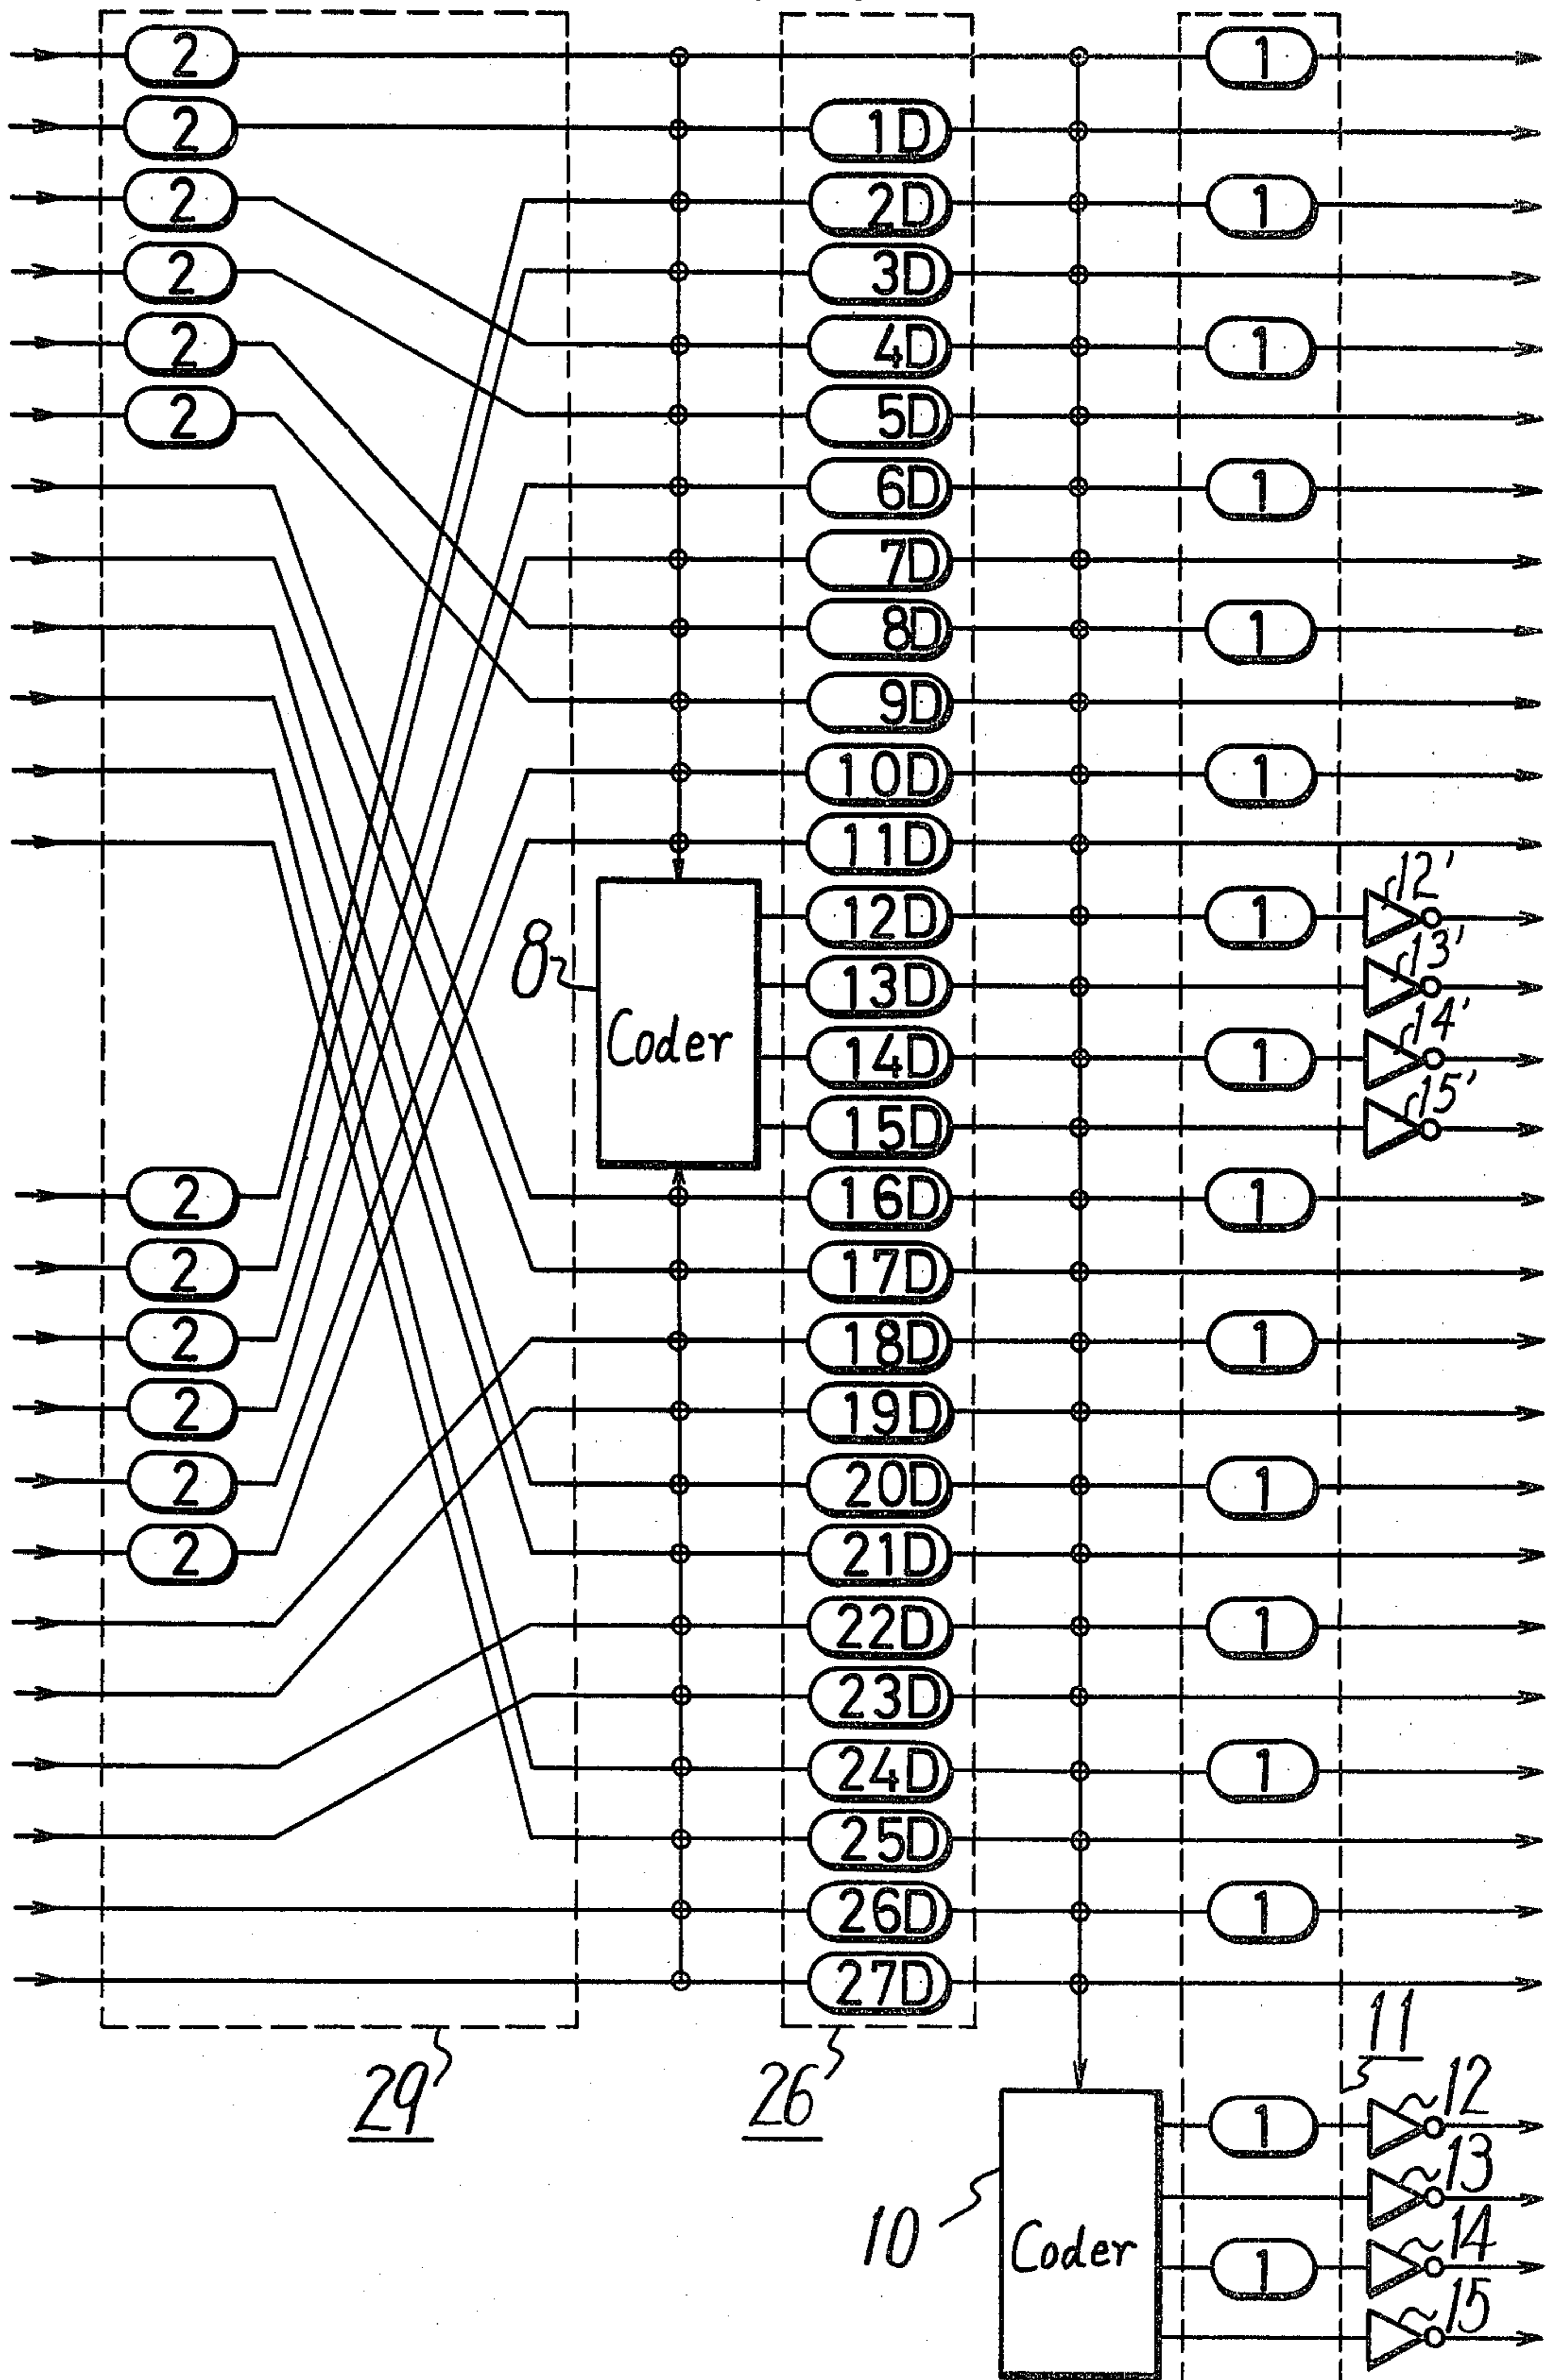 2 1
2 1D
2 2D 1
2 3D
2 4D 1
2 5D
6D 1
7D
8D 1
9D
10D 1
11D
12D 1 12'
8 13D 13'
Coder 14D 1 14'
15D 15'
2 16D 1
2 17D
2 18D 1
2 19D
2 20D 1
2 21D
22D 1
23D
24D 1
25D
26D 1
27D
29 26 11
1 12
13
10 Coder 1 14
15